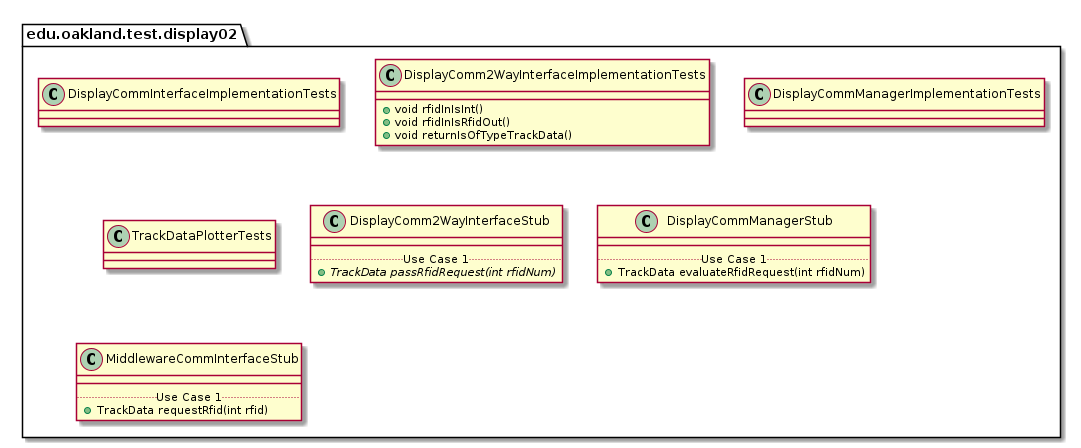 edu.oakland.test.display02
C DisplayCommInterfaceImplementationTests
C DisplayComm2WayInterfaceImplementationTests
void rfidInIsInt()
void rfidInIsRfidOut()
void returnIsOfTypeTrackData()
C DisplayCommManagerImplementationTests
C TrackDataPlotterTests
C DisplayComm2WayInterfaceStub
Use Case 1
TrackData passRfidRequest(int rfidNum)
C DisplayCommManagerStub
Use Case 1
TrackData evaluateRfidRequest(int rfidNum)
C MiddlewareCommInterfaceStub
Use Case 1
TrackData requestRfid(int rfid)